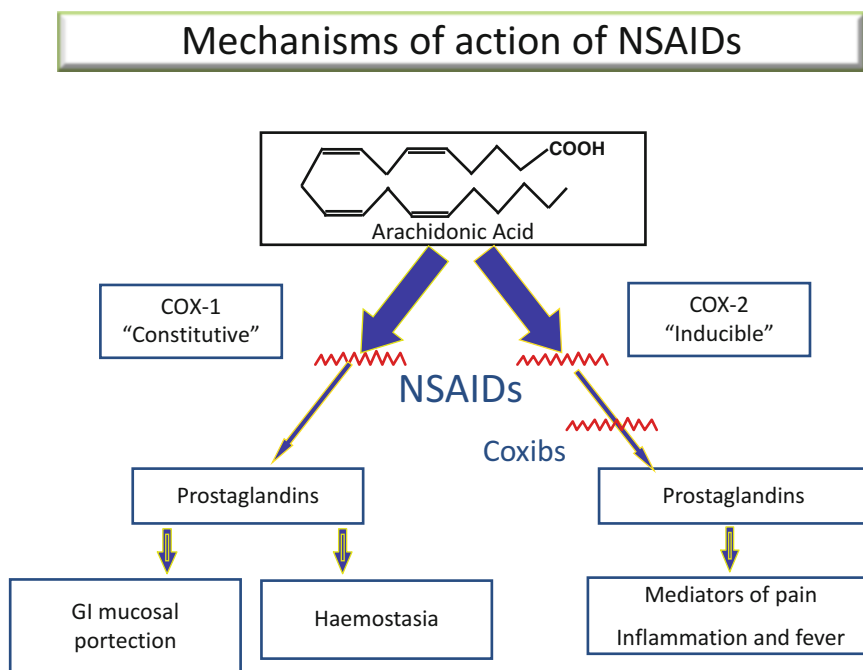 Mechanisms of action of NSAIDs
COOH
Arachidonic Acid
COX-1
“Constitutive”
COX-2
“Inducible”
NSAIDs
Coxibs
Prostaglandins
Prostaglandins
GI mucosal
portection
Haemostasia
Mediators of pain
Inflammation and fever